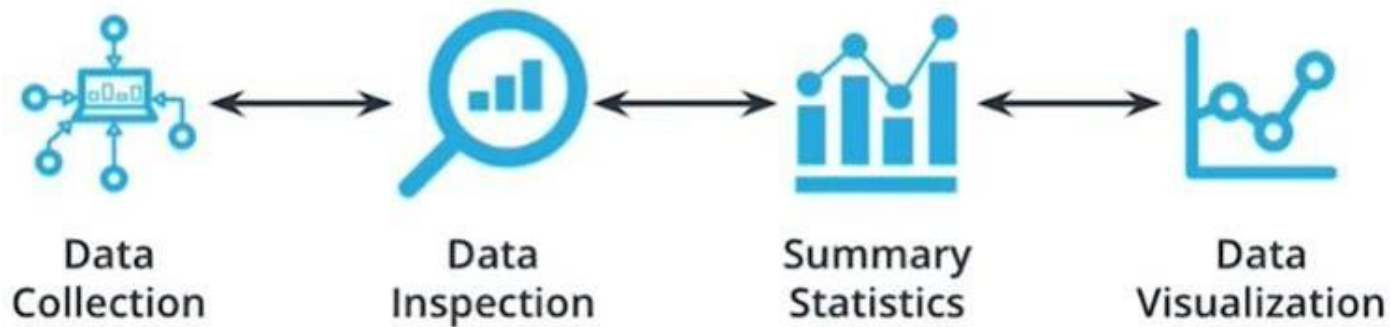 Data
Collection
Data
Inspection
Summary
Statistics
Data
Visualization